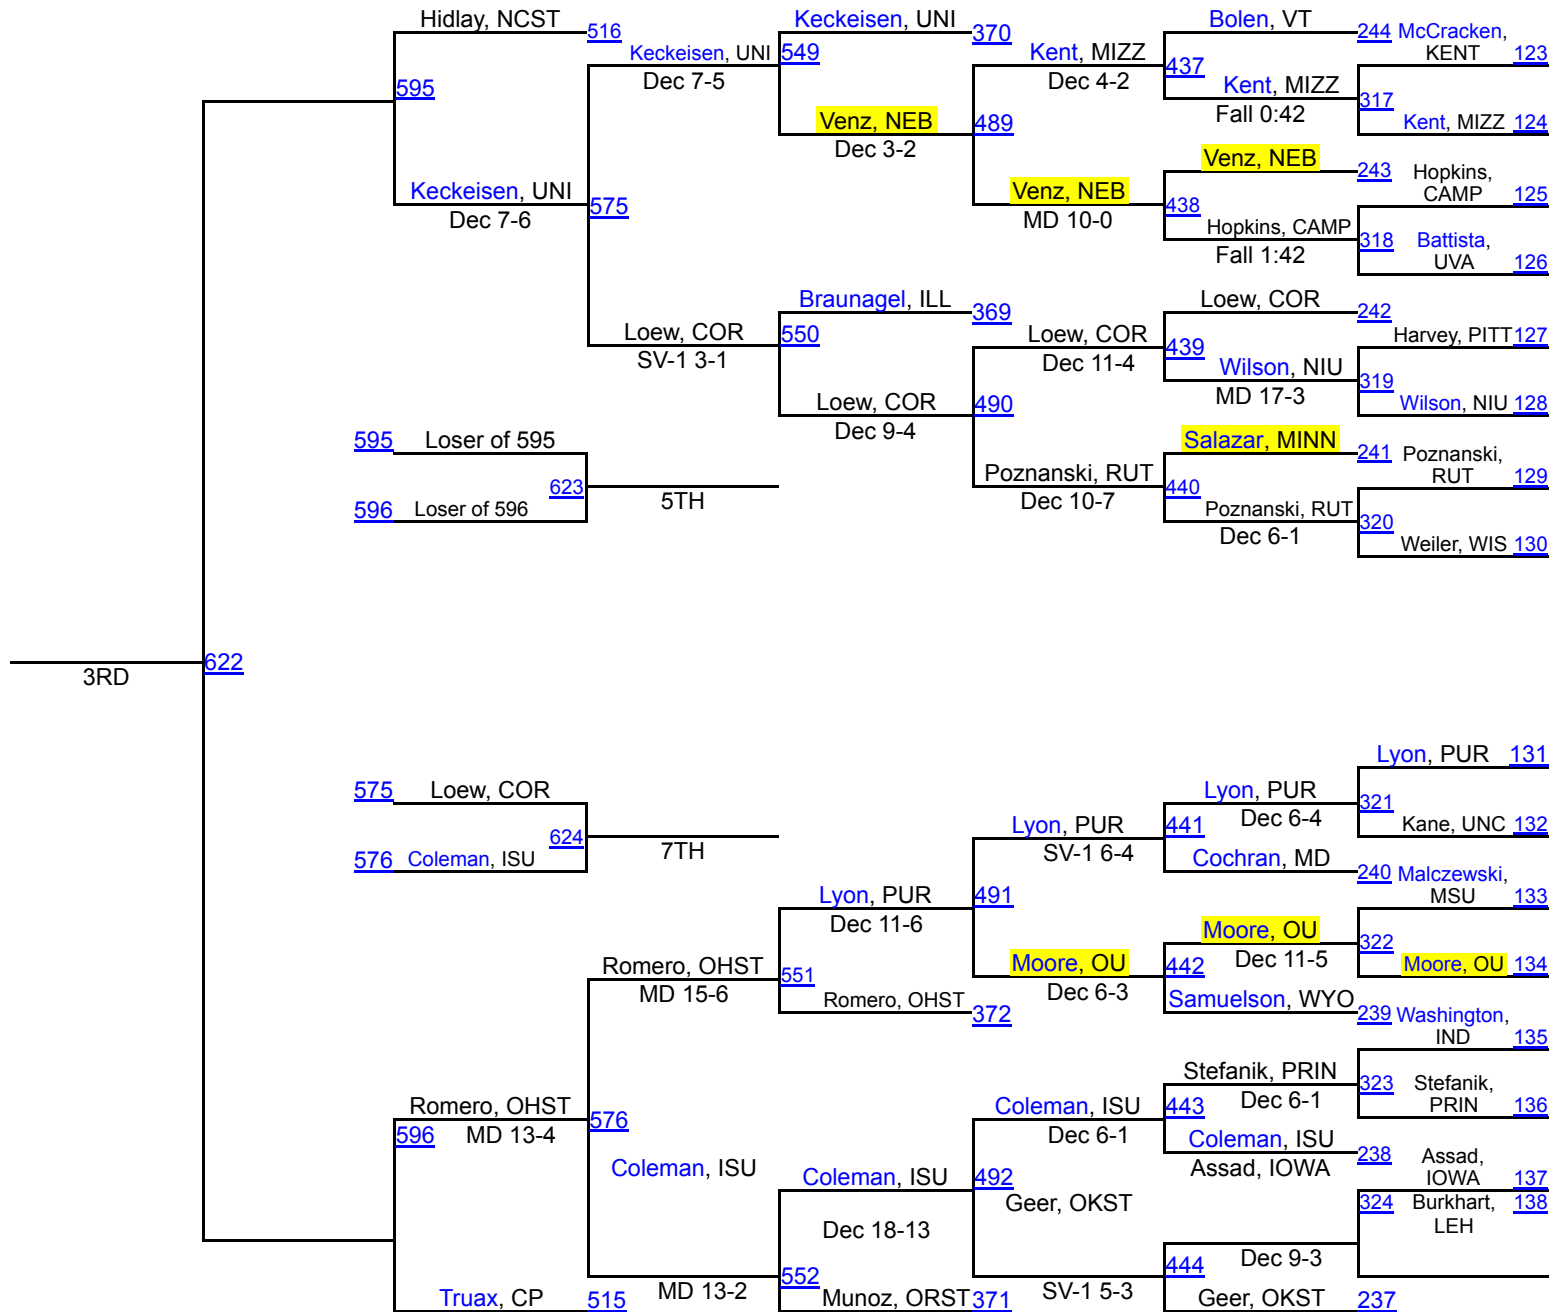 Hidlay, NCST
516
Keckeisen, UNI
370
Bolen, VT
244
McCracken,
KENT
123
Keckeisen, UNI
549
Dec 7-5
Kent, MIZZ
437
Dec 4-2
595
Kent, MIZZ
317
Fall 0:42
Kent, MIZZ
124
Venz, NEB
489
Dec 3-2
Venz, NEB
243
Hopkins,
CAMP
125
Keckeisen, UNI
575
Dec 7-6
Venz, NEB
438
MD 10-0
Hopkins, CAMP
318
Fall 1:42
Battista,
UVA
126
Braunagel, ILL
369
Loew, COR
242
Harvey, PITT
127
Loew, COR
550
SV-1 3-1
Loew, COR
439
Dec 11-4
Wilson, NIU
319
MD 17-3
Wilson, NIU
128
Loew, COR
490
Dec 9-4
595
Loser of 595
Salazar, MINN
241
Poznanski,
RUT
129
623
5TH
Poznanski, RUT
440
Dec 10-7
596
Loser of 596
Poznanski, RUT
320
Dec 6-1
Weiler, WIS
130
622
3RD
Lyon, PUR
131
575
Loew, COR
Lyon, PUR
321
Dec 6-4
Kane, UNC
132
624
7TH
Lyon, PUR
441
SV-1 6-4
576
Coleman, ISU
Cochran, MD
240
Malczewski,
MSU
133
Lyon, PUR
491
Dec 11-6
Moore, OU
322
Dec 11-5
Moore, OU
134
Romero, OHST
551
MD 15-6
Moore, OU
442
Dec 6-3
Romero, OHST
372
Samuelson, WYO
239
Washington,
IND
135
Stefanik, PRIN
323
Dec 6-1
Stefanik,
PRIN
136
Romero, OHST
576
596
MD 13-4
Coleman, ISU
443
Dec 6-1
Coleman, ISU
238
Assad, IOWA
Assad,
IOWA
137
Coleman, ISU
Coleman, ISU
492
Geer, OKST
324
Burkhart,
LEH
138
Dec 18-13
Dec 9-3
MD 13-2
552
SV-1 5-3
444
Truax, CP
515
Munoz, ORST
371
Geer, OKST
237